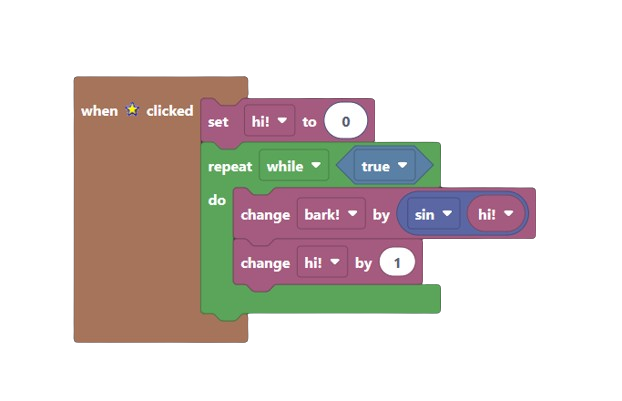 when clicked
set hi! to 0
repeat while true
do
change bark! by sin hi!
change hi! by 1